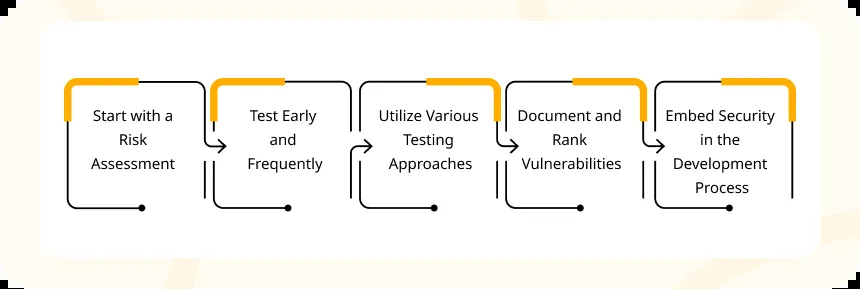 Start with a
Risk
Assessment
Test Early
and
Frequently
Utilize Various
Testing
Approaches
Document and
Rank
Vulnerabilities
Embed Security
in the
Development
Process